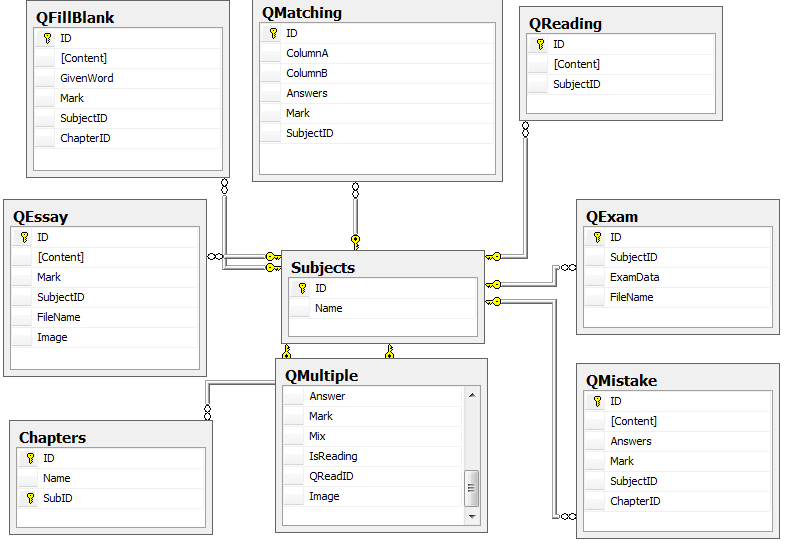 QFillBlank
ID
[Content]
GivenWord
Mark
SubjectID
ChapterID
QMatching
ID
ColumnA
ColumnB
Answers
Mark
SubjectID
QReading
ID
[Content]
SubjectID
QEssay
ID
[Content]
Mark
SubjectID
FileName
Image
Subjects
ID
Name
QExam
ID
SubjectID
ExamData
FileName
Chapters
ID
Name
SubID
QMultiple
Answer
Mark
Mix
IsReading
QReadID
Image
QMistake
ID
[Content]
Answers
Mark
SubjectID
ChapterID